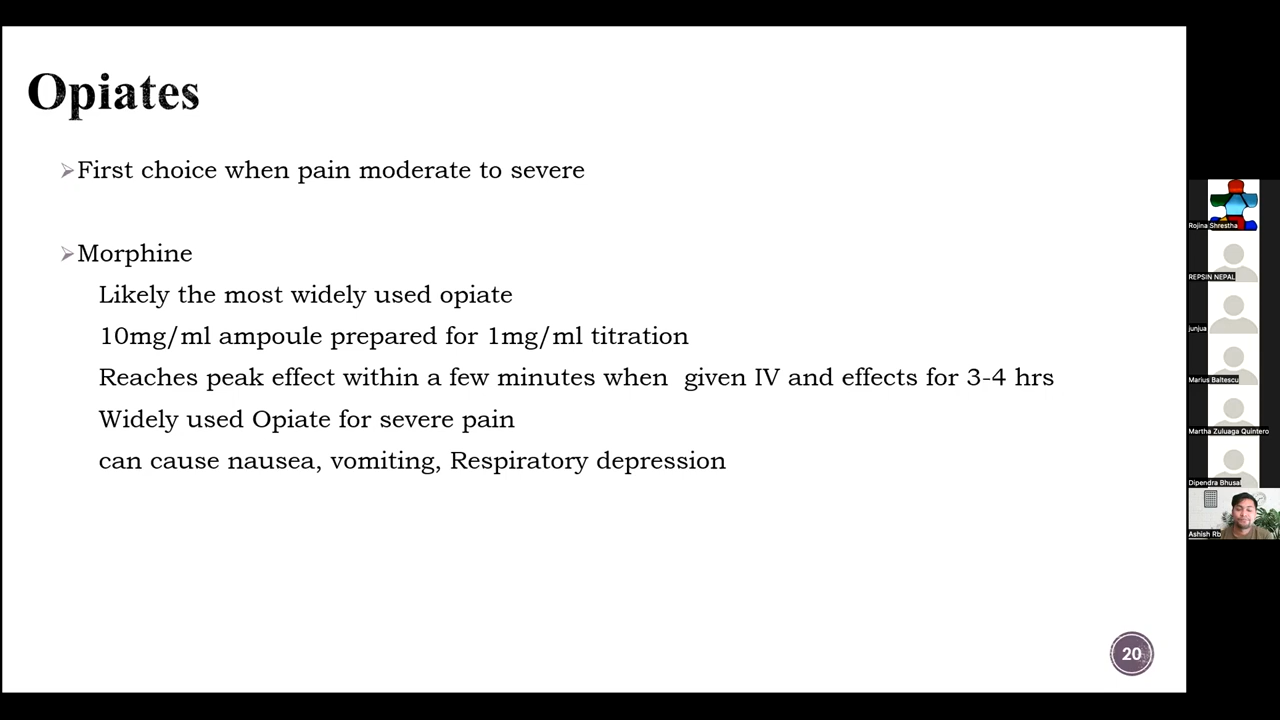 Opiates
First choice when pain moderate to severe
Morphine
Likely the most widely used opiate
10mg/ml ampoule prepared for 1mg/ml titration
Reaches peak effect within a few minutes when  given IV and effects for 3-4 hrs
Widely used Opiate for severe pain
can cause nausea, vomiting, Respiratory depression
20
Rojina Shrestha
REPSIN NEPAL
junjua
Marius Baltescu
Martha Zuluaga Quintero
Dipendra Bhusal
Ashish Rb